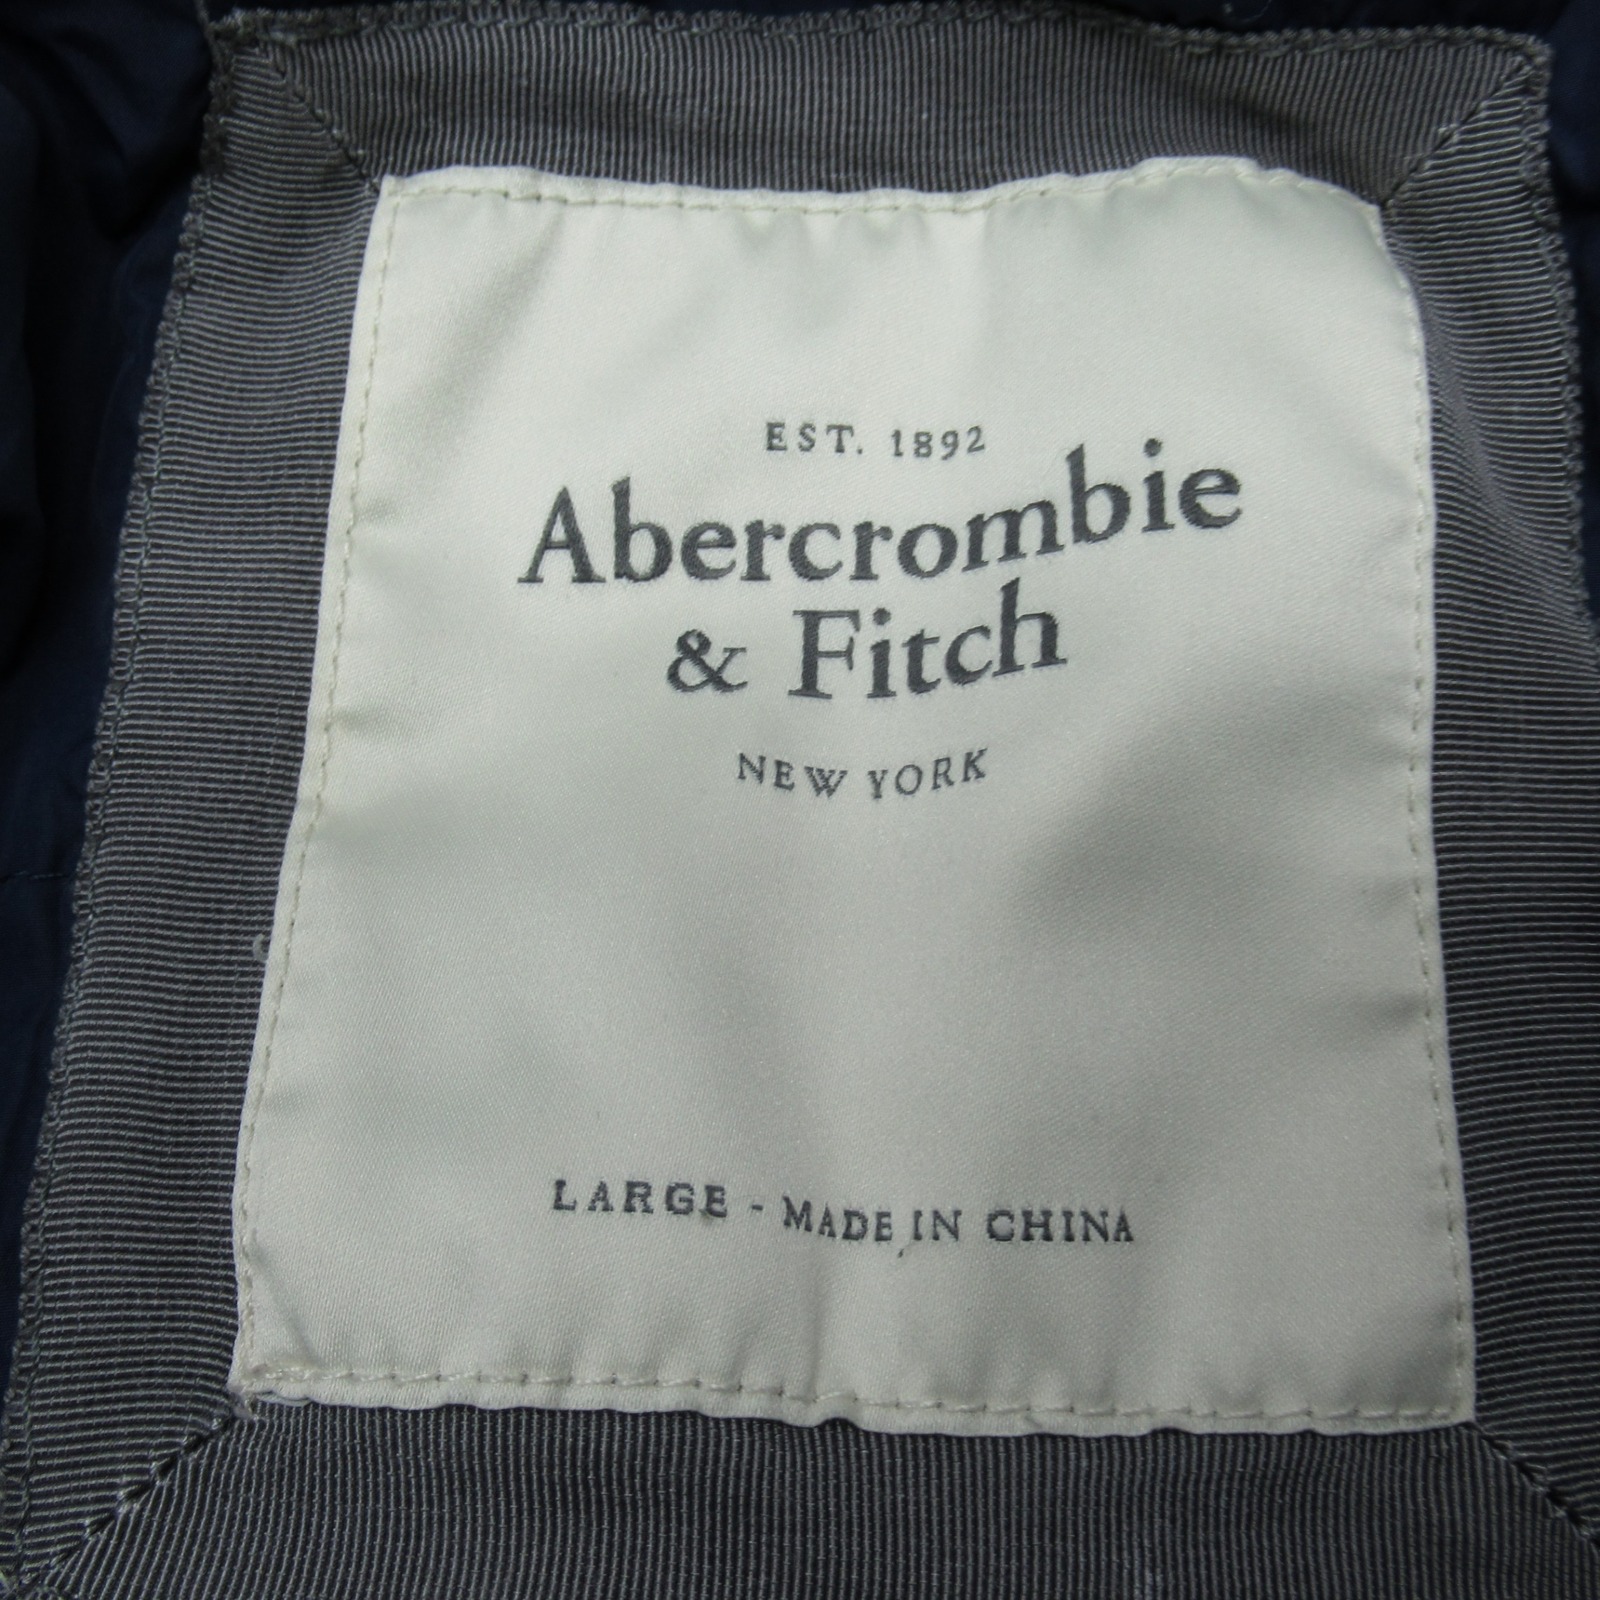 EST. 1892
Abercrombie
& Fitch
NEW YORK
LARGE - MADE IN CHINA